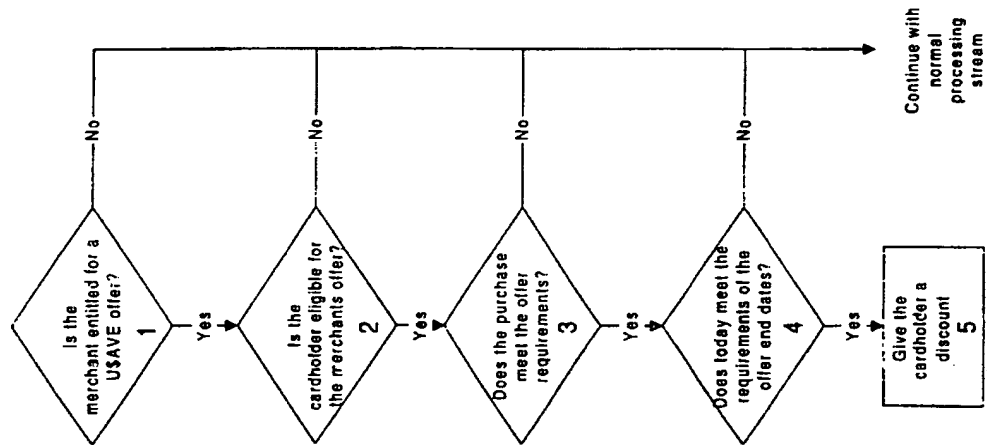 Is the
merchant entitled for a
U$AVE offer?
1
No
Yes
Is the
cardholder eligible for
the merchants offer?
2
No
Yes
Does the purchase
meet the offer
requirements?
3
No
Yes
Does today meet the
requirements of the
offer end dates?
4
No
Yes
Give the
cardholder a
discount
5
Continue with
normal
processing
stream